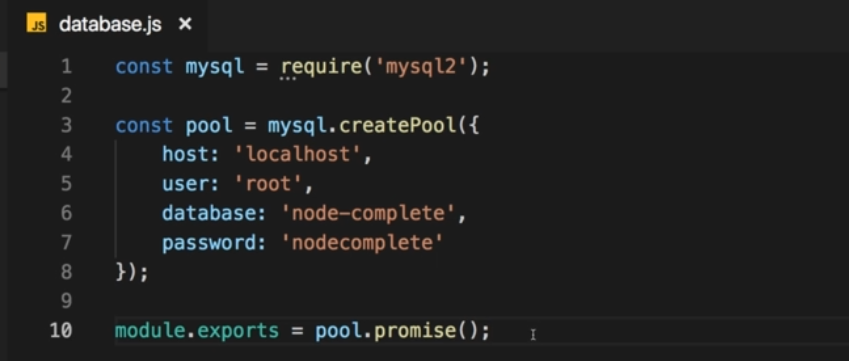 JS database.js ×
1 const mysql = require('mysql2');
2
3 const pool = mysql.createPool({
4     host: 'localhost',
5     user: 'root',
6     database: 'node-complete',
7     password: 'nodecomplete'
8 });
9
10 module.exports = pool.promise();